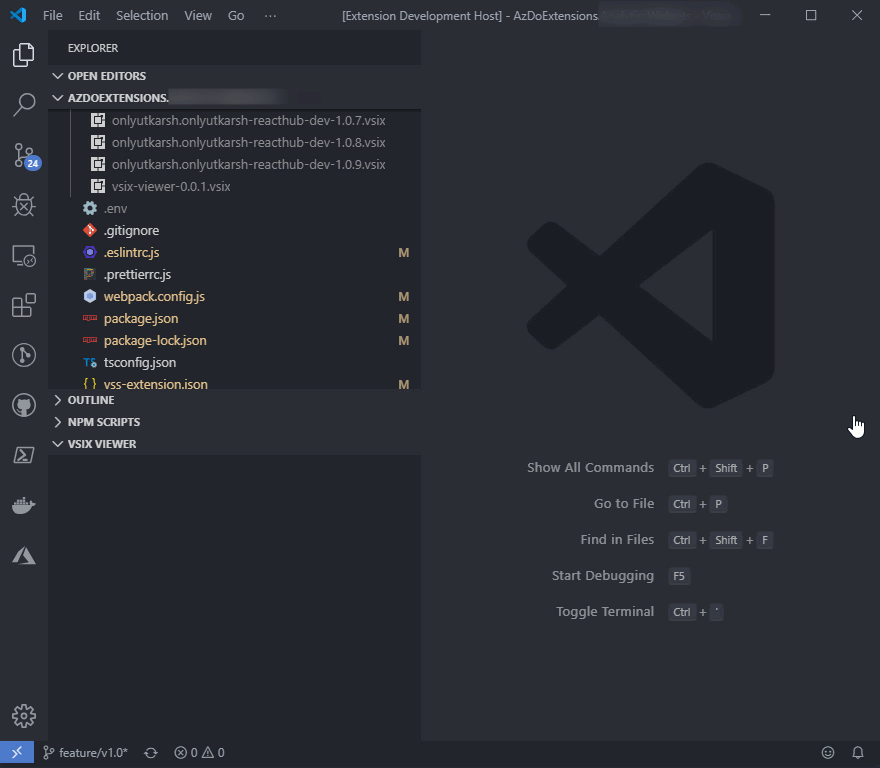 File Edit Selection View Go ··· [Extension Development Host] - AzDoExtensions.
EXPLORER
OPEN EDITORS
AZDOEXTENSIONS.
onlyutkarsh.onlyutkarsh-reacthub-dev-1.0.7.vsix
onlyutkarsh.onlyutkarsh-reacthub-dev-1.0.8.vsix
onlyutkarsh.onlyutkarsh-reacthub-dev-1.0.9.vsix
vsix-viewer-0.0.1.vsix
.env
.gitignore
.eslintrc.js M
.prettierrc.js
webpack.config.js M
package.json M
package-lock.json M
TS tsconfig.json
{ } vss-extension.json M
OUTLINE
NPM SCRIPTS
VSIX VIEWER
24
Show All Commands Ctrl + Shift + P
Go to File Ctrl + P
Find in Files Ctrl + Shift + F
Start Debugging F5
Toggle Terminal Ctrl + `
feature/v1.0* 0 0